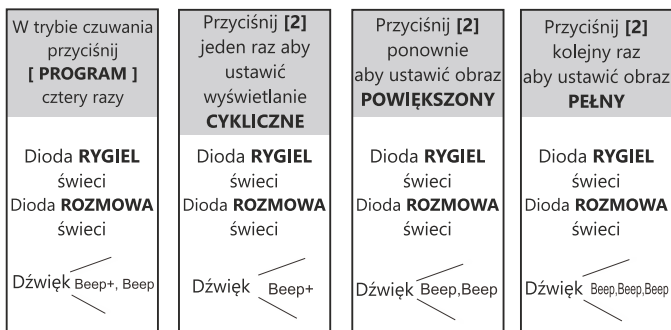 W trybie czuwania
przyciśnij
[ PROGRAM ]
cztery razy
Dioda RYGIEL
świeci
Dioda ROZMOWA
świeci
Dźwięk Beep+, Beep
Przyciśnij [2]
jeden raz aby
ustawić
wyświetlanie
CYKLICZNE
Dioda RYGIEL
świeci
Dioda ROZMOWA
świeci
Dźwięk Beep+
Przyciśnij [2]
ponownie
aby ustawić obraz
POWIĘKSZONY
Dioda RYGIEL
świeci
Dioda ROZMOWA
świeci
Dźwięk Beep,Beep
Przyciśnij [2]
kolejny raz
aby ustawić obraz
PEŁNY
Dioda RYGIEL
świeci
Dioda ROZMOWA
świeci
Dźwięk Beep,Beep,Beep